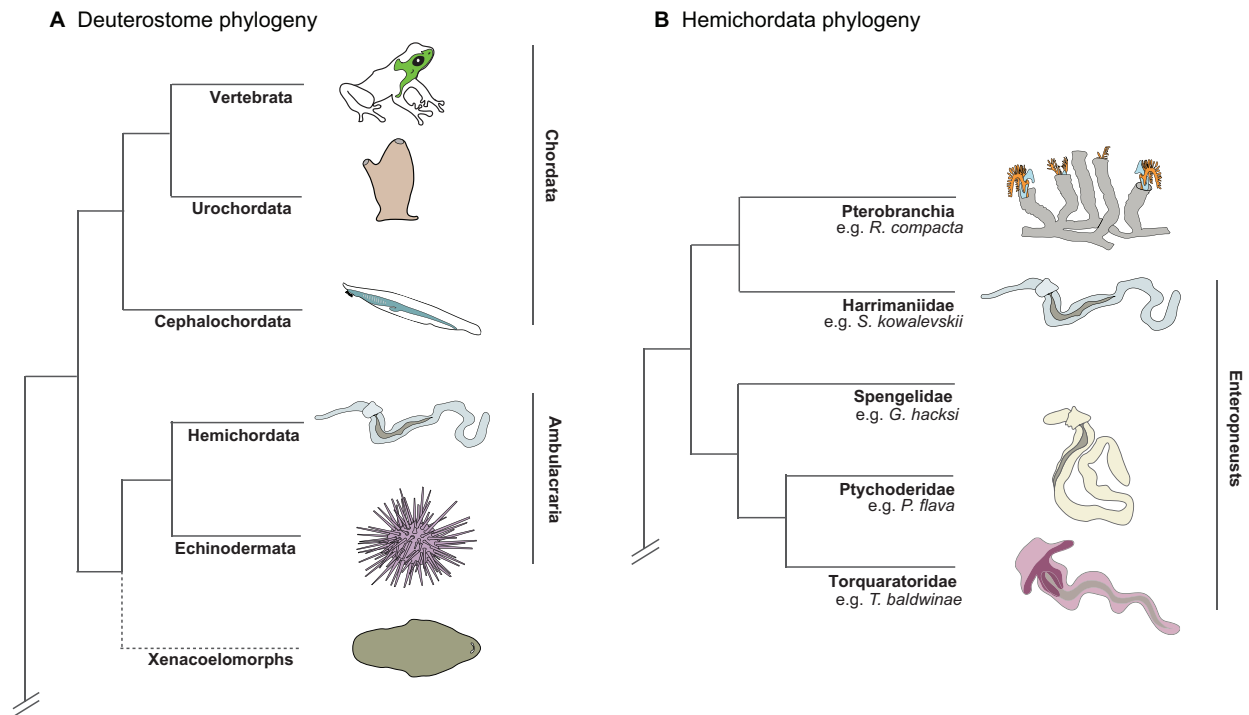 A Deuterostome phylogeny
Vertebrata
Urochordata
Cephalochordata
Chordata
Hemichordata
Echinodermata
Ambulacraria
Xenacoelomorphs
B Hemichordata phylogeny
Pterobranchia
e.g. R. compacta
Harrimaniidae
e.g. S. kowalevskii
Spengelidae
e.g. G. hacksi
Ptychoderidae
e.g. P. flava
Torquaratoridae
e.g. T. baldwinae
Enteropneusts